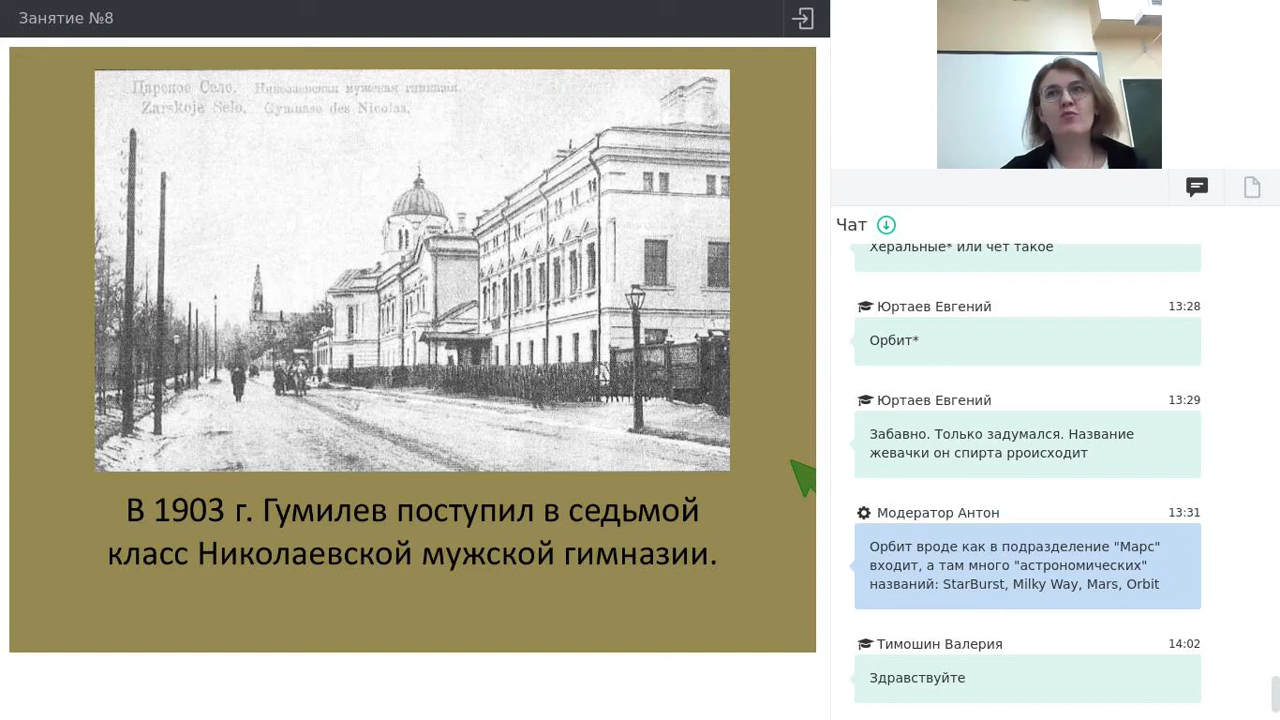 Занятие №8
Царское Село. Николаевская мужская гимназия.
Zarskoje Selo. Gymnase des Nicolas.
В 1903 г. Гумилев поступил в седьмой
класс Николаевской мужской гимназии.
Чат
Херальные* или чет такое
Юртаев Евгений 13:28
Орбит*
Юртаев Евгений 13:29
Забавно. Только задумался. Название
жевачки он спирта рроисходит
Модератор Антон 13:31
Орбит вроде как в подразделение "Марс"
входит, а там много "астрономических"
названий: StarBurst, Milky Way, Mars, Orbit
Тимошин Валерия 14:02
Здравствуйте